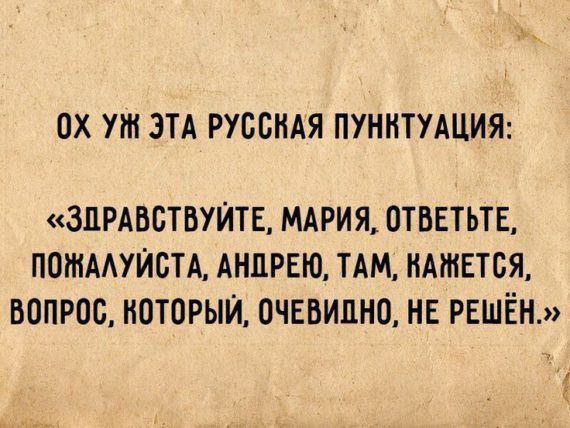 ОХ УЖ ЭТА РУССКАЯ ПУНКТУАЦИЯ:
«ЗДРАВСТВУЙТЕ, МАРИЯ, ОТВЕТЬТЕ,
ПОЖАЛУЙСТА, АНДРЕЮ, ТАМ, КАЖЕТСЯ,
ВОПРОС, КОТОРЫЙ, ОЧЕВИДНО, НЕ РЕШЁН.»